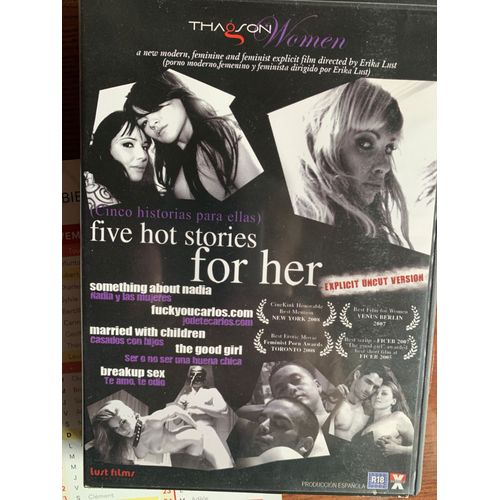 THAGSON Women
a new modern, feminine and feminist explicit film directed by Erika Lust
(porno moderno,femenino y feminista dirigido por Erika Lust)
(Cinco historias para ellas)
five hot stories
for her
EXPLICIT UNCUT VERSION
something about nadia
Nadia y las mujeres
fuckyoucarlos.com
jodetecarlos.com
married with children
Casados con hijos
the good girl
Ser o no ser una buena chica
breakup sex
Te amo, te odio
CineKink Honorable
Best Mention
NEW YORK 2008
Best Film for Women
VENUS BERLIN
2007
Best Erotic Movie
Feminist Porn Awards
TORONTO 2008
Best Script - FICEB 2007
Best short film at
FICEB 2005
lust films
PRODUCCIÓN ESPAÑOLA
R18
X